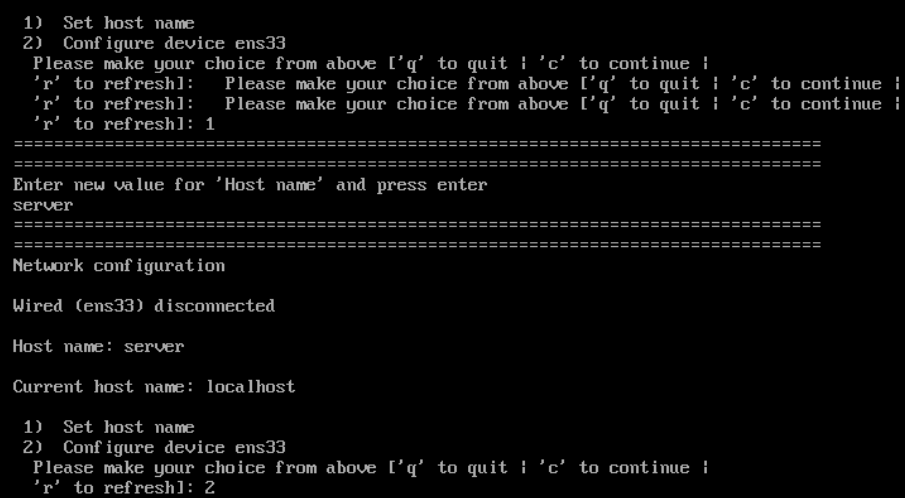 1) Set host name
2) Configure device ens33
Please make your choice from above ['q' to quit | 'c' to continue |
'r' to refresh]: Please make your choice from above ['q' to quit | 'c' to continue |
'r' to refresh]: Please make your choice from above ['q' to quit | 'c' to continue |
'r' to refresh]: 1
================================================================================
================================================================================
Enter new value for 'Host name' and press enter
server
================================================================================
================================================================================
Network configuration
Wired (ens33) disconnected
Host name: server
Current host name: localhost
1) Set host name
2) Configure device ens33
Please make your choice from above ['q' to quit | 'c' to continue |
'r' to refresh]: 2